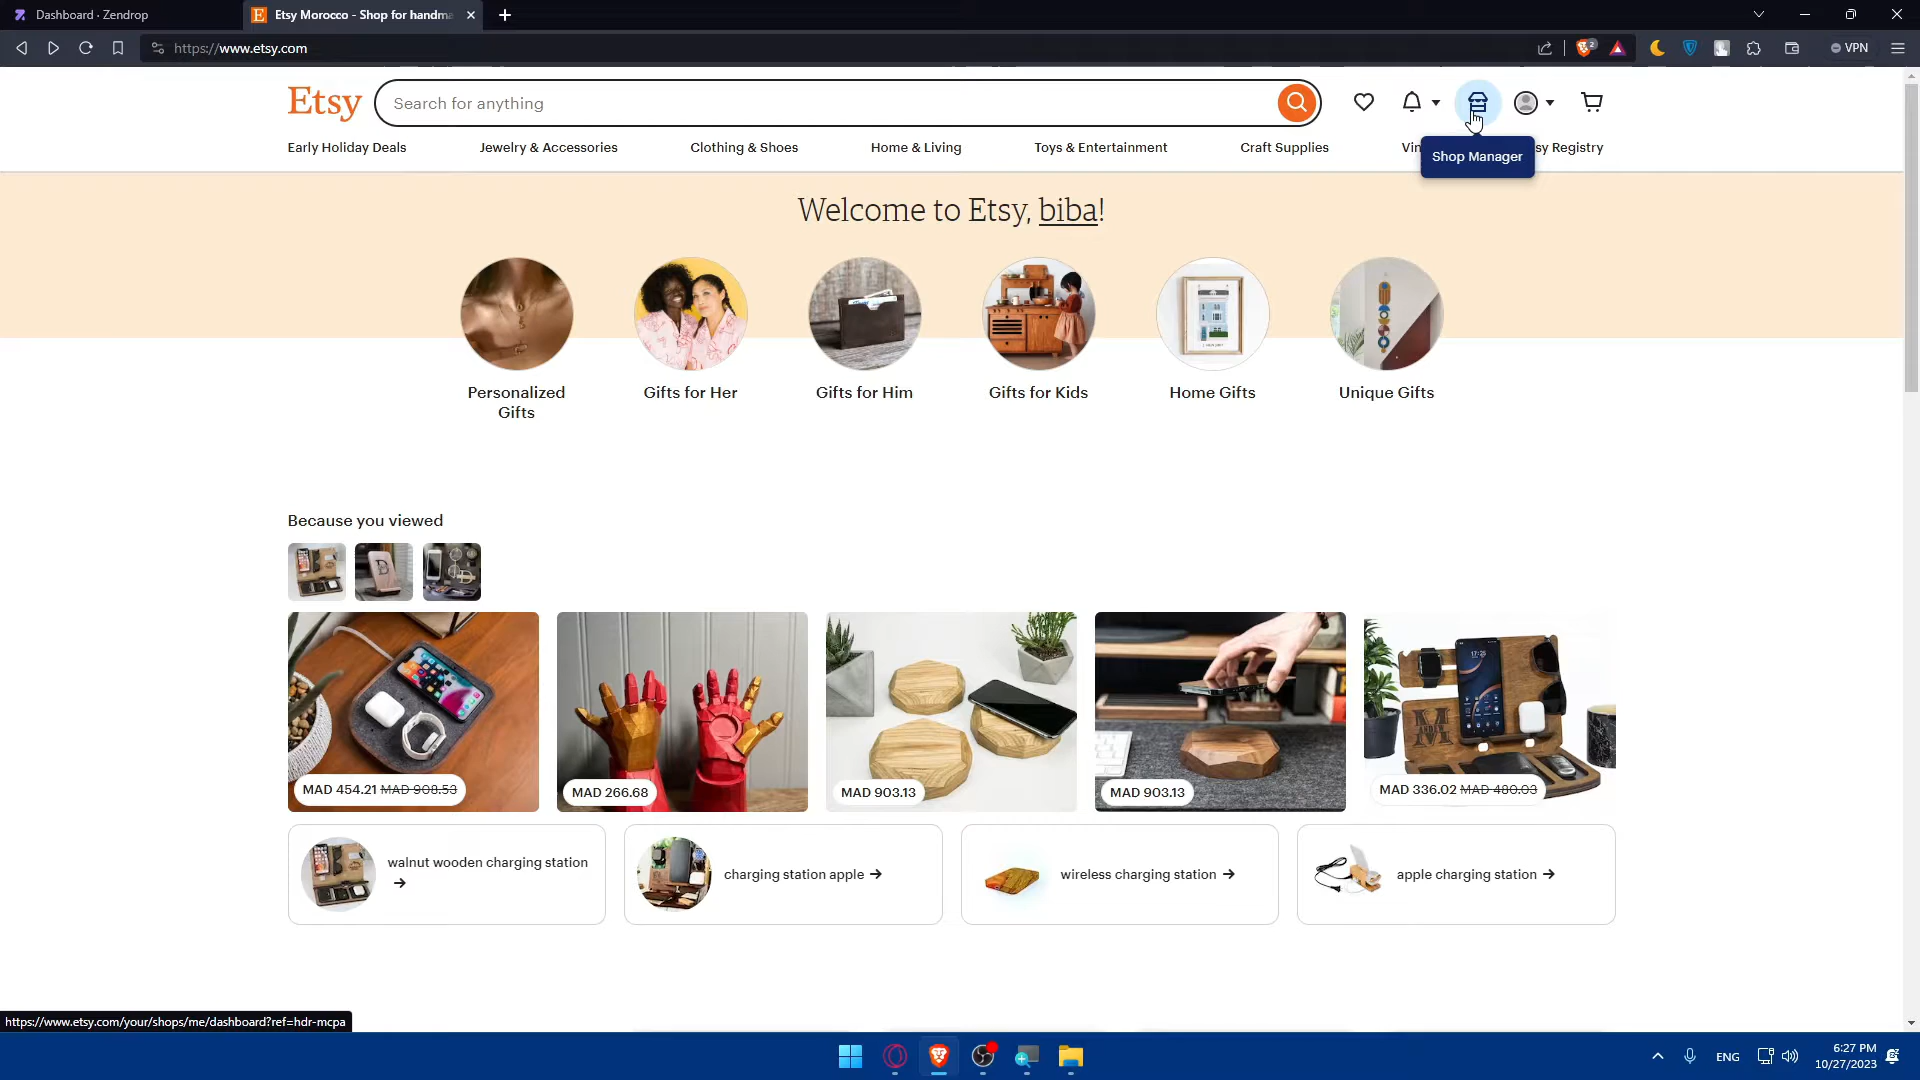 Dashboard - Zendrop
Etsy Morocco - Shop for handma
https://www.etsy.com
2
VPN
Etsy
Search for anything
Early Holiday Deals
Jewelry & Accessories
Clothing & Shoes
Home & Living
Toys & Entertainment
Craft Supplies
Vin
sy Registry
Shop Manager
Welcome to Etsy, biba!
Personalized
Gifts
Gifts for Her
Gifts for Him
Gifts for Kids
Home Gifts
Unique Gifts
Because you viewed
MAD 454.21 MAD 908.53
MAD 266.68
MAD 903.13
MAD 903.13
MAD 336.02 MAD 480.03
walnut wooden charging station
→
charging station apple →
wireless charging station →
apple charging station →
https://www.etsy.com/your/shops/me/dashboard?ref=hdr-mcpa
ENG
6:27 PM
10/27/2023